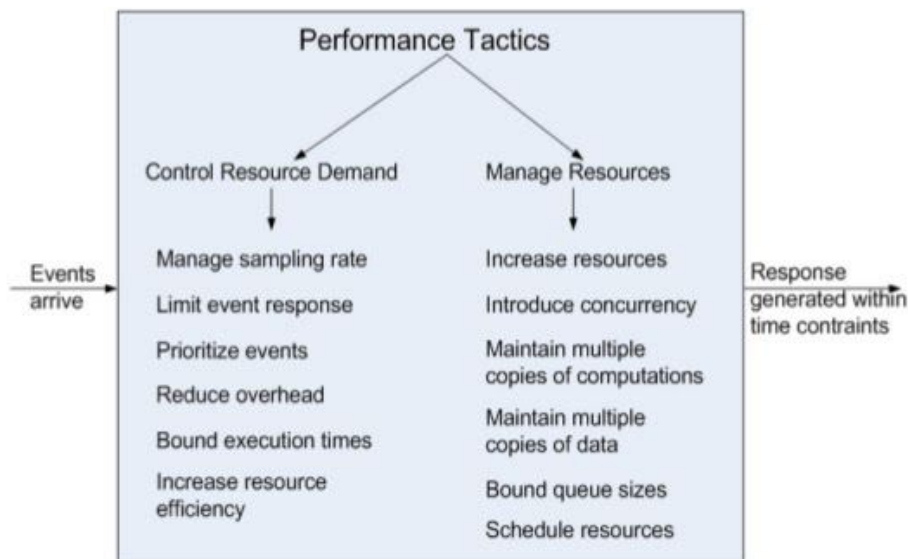 Performance Tactics
Control Resource Demand
Manage sampling rate
Limit event response
Prioritize events
Reduce overhead
Bound execution times
Increase resource
efficiency
Manage Resources
Increase resources
Introduce concurrency
Maintain multiple
copies of computations
Maintain multiple
copies of data
Bound queue sizes
Schedule resources
Events
arrive
Response
generated within
time contraints